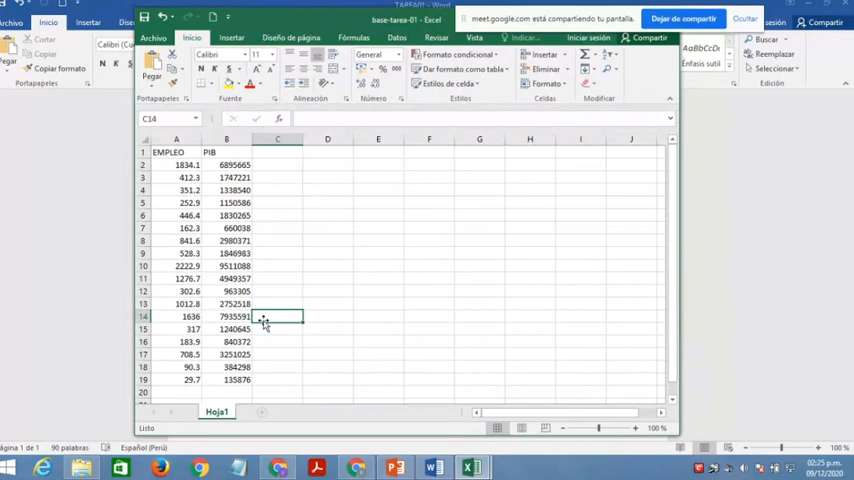 TAREA01 - Word
base-tarea-01 - Excel
meet.google.com está compartiendo tu pantalla.
Dejar de compartir
Ocultar
Archivo Inicio Insertar Diseño de página Fórmulas Datos Revisar Vista Indicar... Iniciar sesión Compartir
Inicio Insertar
Compartir
Cortar
Copiar
Copiar formato
Pegar
Portapapeles
Calibri 11
N K S
Fuente
Alineación
General
Número
Formato condicional
Dar formato como tabla
Estilos de celda
Estilos
Insertar
Eliminar
Formato
Celdas
Modificar
AaBbCcDc
Énfasis sutil
Buscar
Reemplazar
Seleccionar
Edición
C14
A B C D E F G H I J
1 EMPLEO PIB
2 1834.1 6895665
3 412.3 1747221
4 351.2 1338540
5 252.9 1150586
6 446.4 1830265
7 162.3 660038
8 841.6 2980371
9 528.3 1846983
10 2222.9 9511088
11 1276.7 4949357
12 302.6 963305
13 1012.8 2752518
14 1636 7935591
15 317 1240645
16 183.9 840372
17 708.5 3251025
18 90.3 384298
19 29.7 135876
20
Hoja1
Listo
100 %
ágina 1 de 1 90 palabras Español (Perú)
100 %
02:25 p.m.
09/12/2020